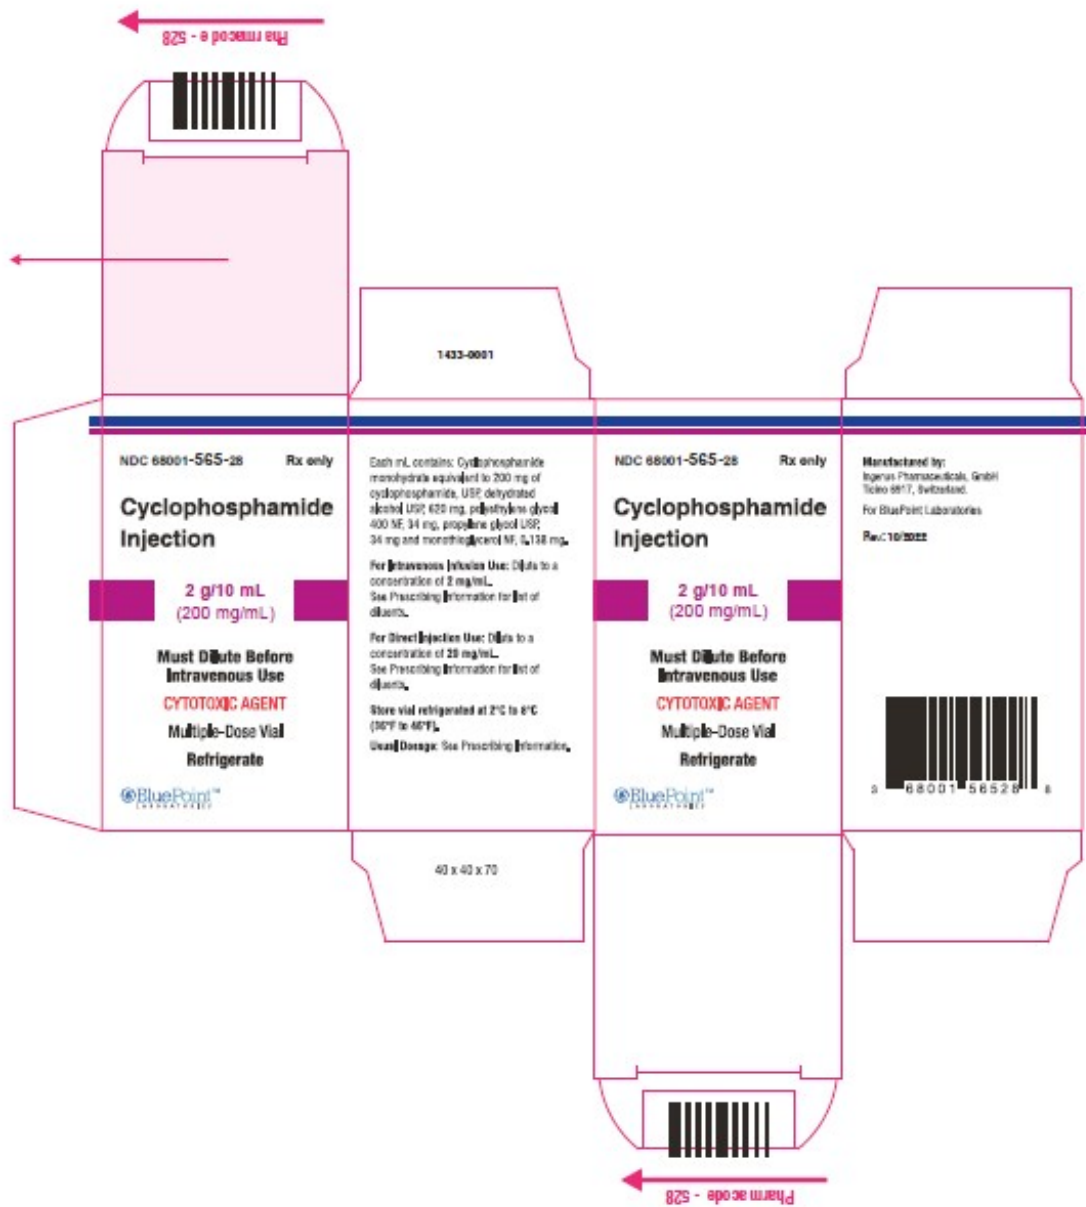 Pharmacode - 528
1433-0001
NDC 68001-565-28 Rx only
Cyclophosphamide
Injection
2 g/10 mL
(200 mg/mL)
Must Dilute Before
Intravenous Use
CYTOTOXIC AGENT
Multiple-Dose Vial
Refrigerate
BluePoint™
LABORATORIES
Each mL contains: Cyclophosphamide
monohydrate equivalent to 200 mg of
cyclophosphamide, USP, dehydrated
alcohol USP, 620 mg, polyethylene glycol
400 NF, 34 mg, propylene glycol USP,
34 mg and monothioglycerol NF, 0.138 mg.
For Intravenous Infusion Use: Dilute to a
concentration of 2 mg/mL.
See Prescribing Information for list of
diluents.
For Direct Injection Use: Dilute to a
concentration of 20 mg/mL.
See Prescribing Information for list of
diluents.
Store vial refrigerated at 2°C to 8°C
(36°F to 46°F).
Usual Dosage: See Prescribing Information.
NDC 68001-565-28 Rx only
Cyclophosphamide
Injection
2 g/10 mL
(200 mg/mL)
Must Dilute Before
Intravenous Use
CYTOTOXIC AGENT
Multiple-Dose Vial
Refrigerate
BluePoint™
LABORATORIES
Manufactured by:
Ingenus Pharmaceuticals, GmbH
Ticino 6917, Switzerland.
For BluePoint Laboratories
Rev.: 10/2022
3 68001 56528 8
40 x 40 x 70
Pharmacode - 528